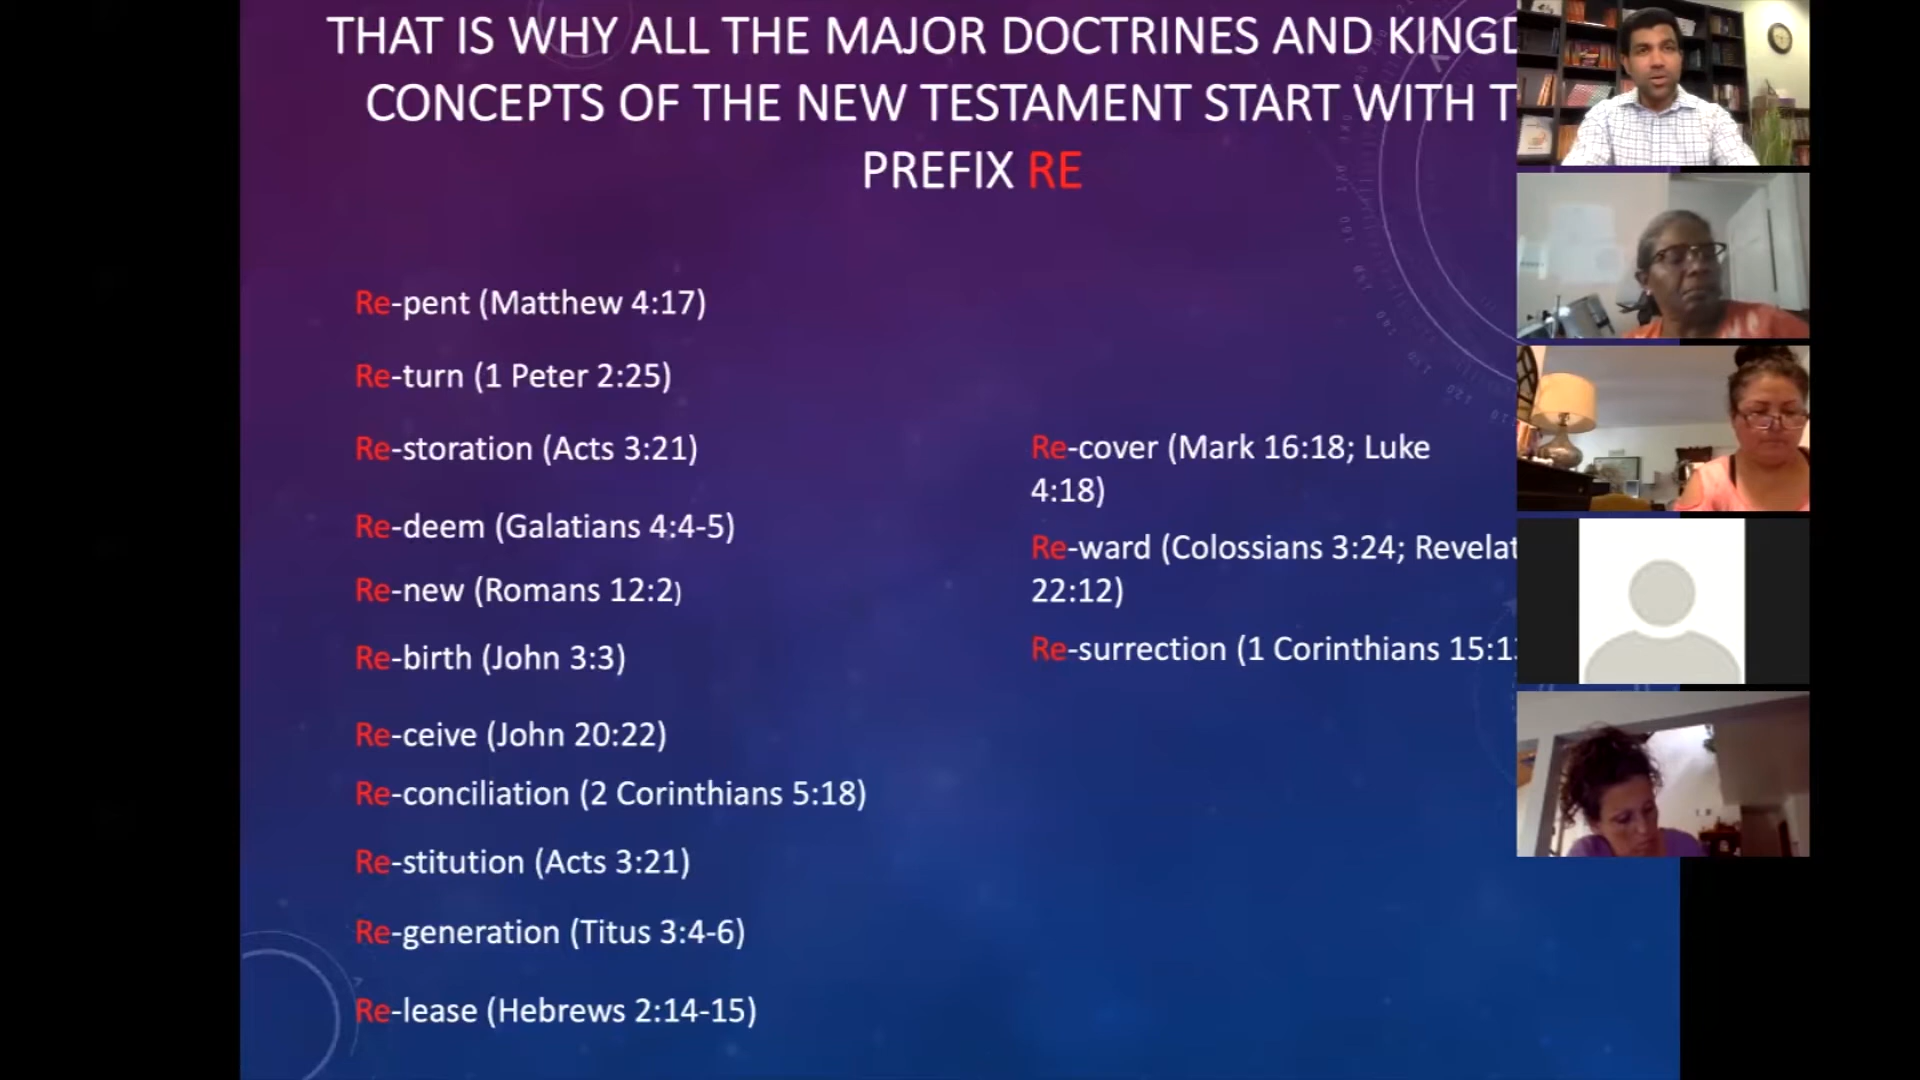 THAT IS WHY ALL THE MAJOR DOCTRINES AND
CONCEPTS OF THE NEW TESTAMENT START WITH
PREFIX RE
Re-pent (Matthew 4:17)
Re-turn (1 Peter 2:25)
Re-storation (Acts 3:21)
Re-deem (Galatians 4:4-5)
Re-new (Romans 12:2)
Re-birth (John 3:3)
Re-ceive (John 20:22)
Re-conciliation (2 Corinthians 5:18)
Re-stitution (Acts 3:21)
Re-generation (Titus 3:4-6)
Re-lease (Hebrews 2:14-15)
Re-cover (Mark 16:18; Luke
4:18)
Re-ward (Colossians 3:24;
22:12)
Re-surrection (1 Corinthians